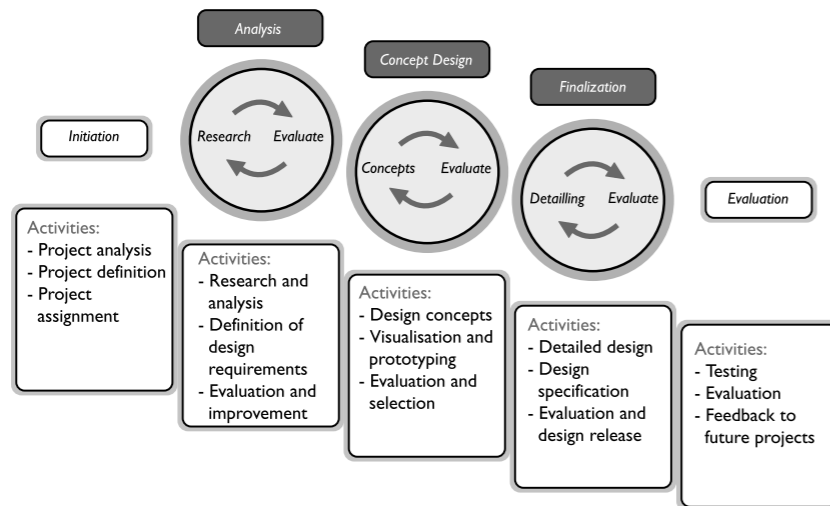 Analysis
Concept Design
Finalization
Initiation
Research
Evaluate
Concepts
Evaluate
Detailling
Evaluate
Evaluation
Activities:
- Project analysis
- Project definition
- Project
assignment
Activities:
- Research and
analysis
- Definition of
design
requirements
- Evaluation and
improvement
Activities:
- Design concepts
- Visualisation and
prototyping
- Evaluation and
selection
Activities:
- Detailed design
- Design
specification
- Evaluation and
design release
Activities:
- Testing
- Evaluation
- Feedback to
future projects